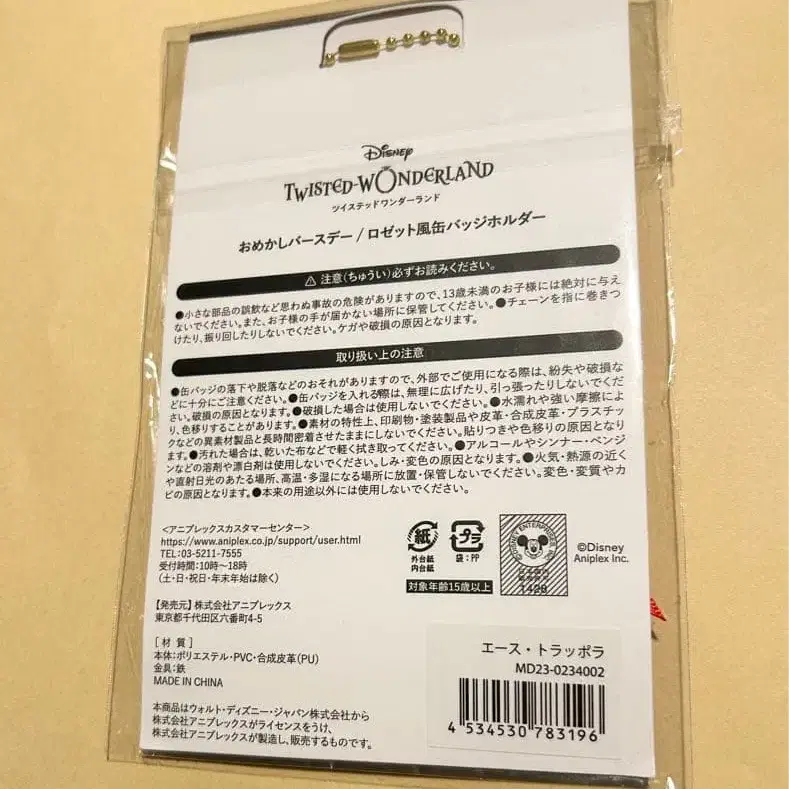 Disney
TWISTED-WONDERLAND
ツイステッドワンダーランド
おめかしバースデー/ロゼット風缶バッジホルダー
⚠ 注意(ちゅうい)必ずお読みください。
●小さな部品の誤飲など思わぬ事故の危険がありますので、13歳未満のお子様には絶対に与え
ないでください。また、お子様の手が届かない場所に保管してください。●チェーンを指に巻きつ
けたり、振り回したりしないでください。ケガや破損の原因となります。
取り扱い上の注意
●缶バッジの落下や脱落などのおそれがありますので、外部でご使用になる際は、紛失や破損な
どに十分にご注意ください。●缶バッジを入れる際は、無理に広げたり、引っ張ったりしないでくだ
さい。破損の原因となります。●破損した場合は使用しないでください。●水濡れや強い摩擦によ
り、色移りすることがあります。●素材の特性上、印刷物・塗装製品や皮革・合成皮革・プラスチッ
クなどの異素材製品と長時間密着させたままにしないでください。貼りつきや色移りの原因となり
ます。●汚れた場合は、乾いた布などで軽く拭き取ってください。●アルコールやシンナー・ベンジ
ンなどの溶剤や漂白剤は使用しないでください。しみ・変色の原因となります。●火気・熱源の近く
や直射日光のあたる場所、高温・多湿になる場所に放置・保管しないでください。変色・変質やカ
ビの原因となります。●本来の用途以外には使用しないでください。
<アニプレックスカスタマーセンター>
https://www.aniplex.co.jp/support/user.html
TEL:03-5211-7555
受付時間:10時~18時
(土・日・祝日・年末年始は除く)
紙
外台紙
内台紙
プラ
袋:PP
対象年齢15歳以上
©Disney
Aniplex Inc.
【発売元】株式会社アニプレックス
東京都千代田区六番町4-5
[材質]
本体:ポリエステル・PVC・合成皮革(PU)
金具:鉄
MADE IN CHINA
本商品はウォルト・ディズニー・ジャパン株式会社から
株式会社アニプレックスがライセンスをうけ、
株式会社アニプレックスが製造し、販売するものです。
エース・トラッポラ
MD23-0234002
4 534530 783196